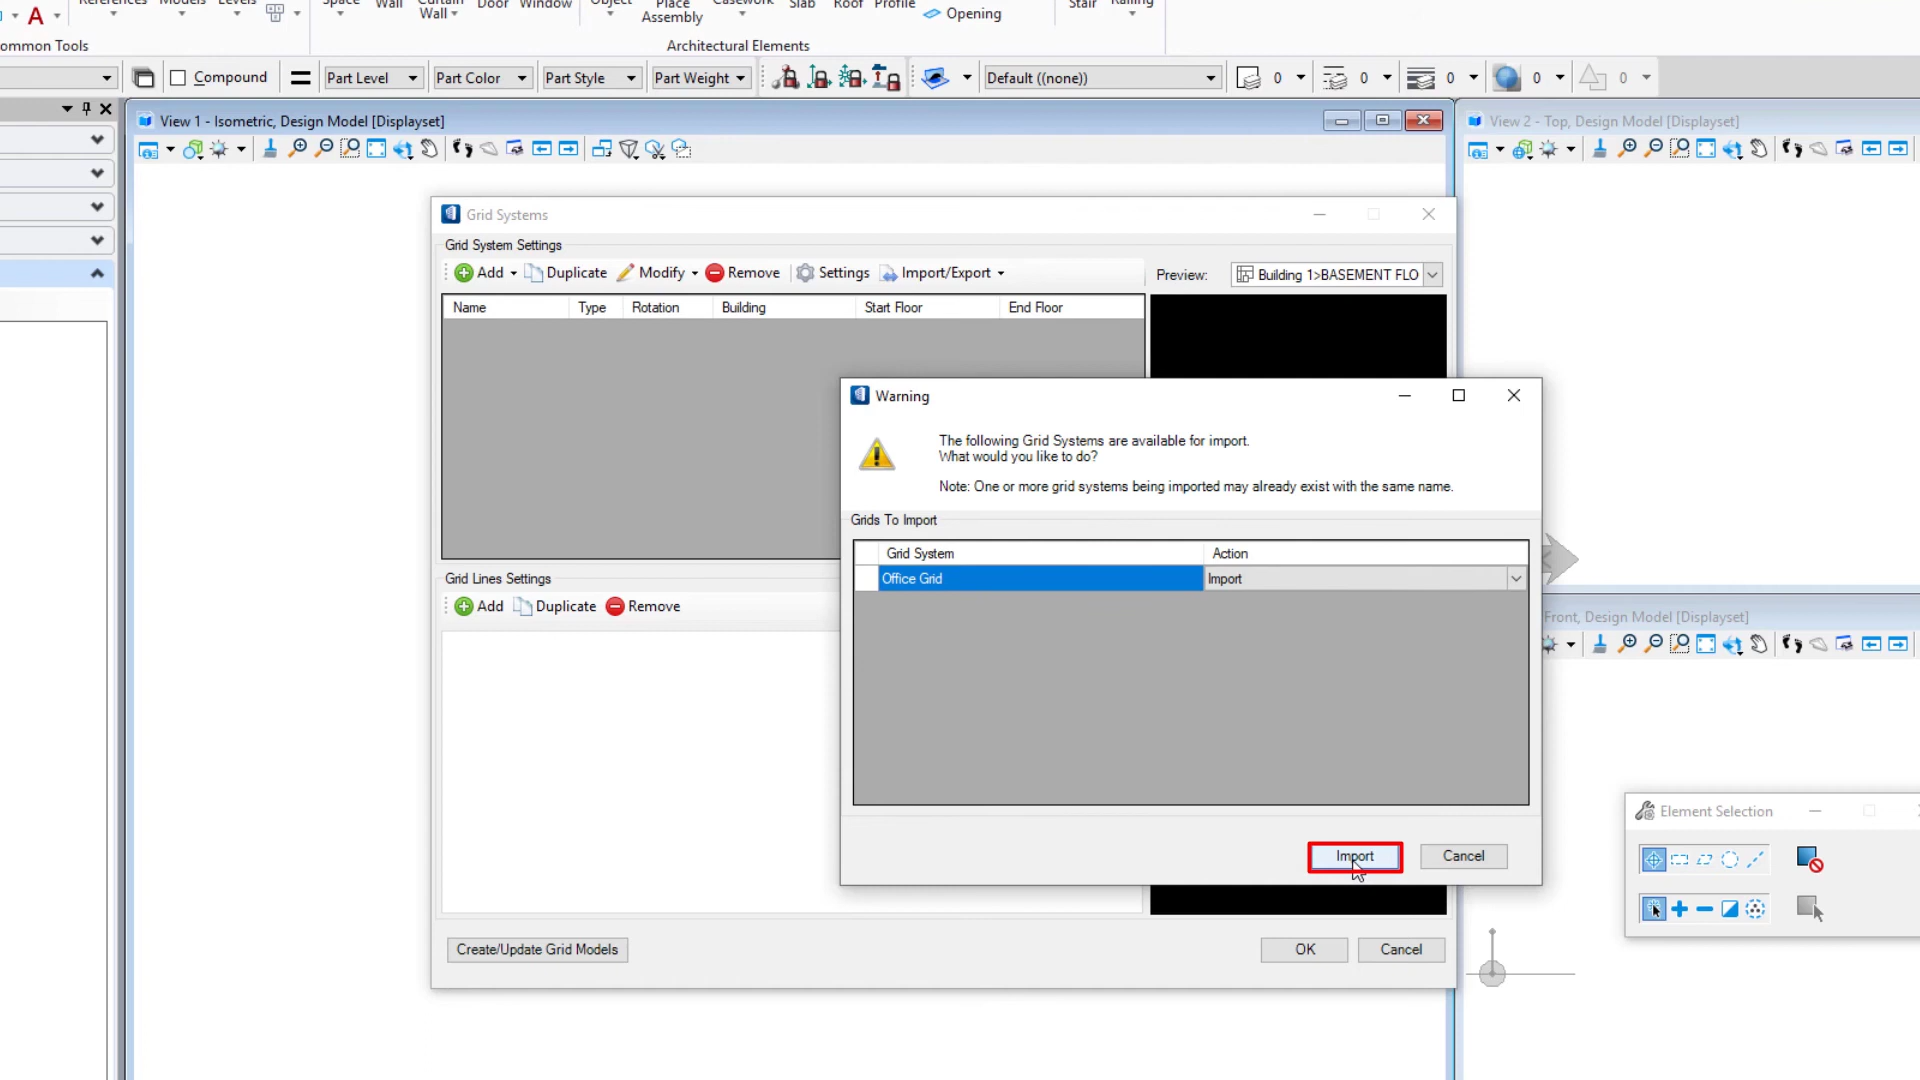 References Models Levels Space Wall Curtain Wall Door Window Object Place Assembly Casework Slab Roof Profile Opening Stair Railing
Common Tools Architectural Elements
Compound Part Level Part Color Part Style Part Weight Default ((none)) 0 0 0 0 0
View 1 - Isometric, Design Model [Displayset]
View 2 - Top, Design Model [Displayset]
Grid Systems
Grid System Settings
Add Duplicate Modify Remove Settings Import/Export Preview: Building 1>BASEMENT FLO
Name Type Rotation Building Start Floor End Floor
Warning
The following Grid Systems are available for import.
What would you like to do?
Note: One or more grid systems being imported may already exist with the same name.
Grids To Import
Grid System Action
Office Grid Import
Grid Lines Settings
Add Duplicate Remove
Front, Design Model [Displayset]
Element Selection
Import Cancel
Create/Update Grid Models OK Cancel